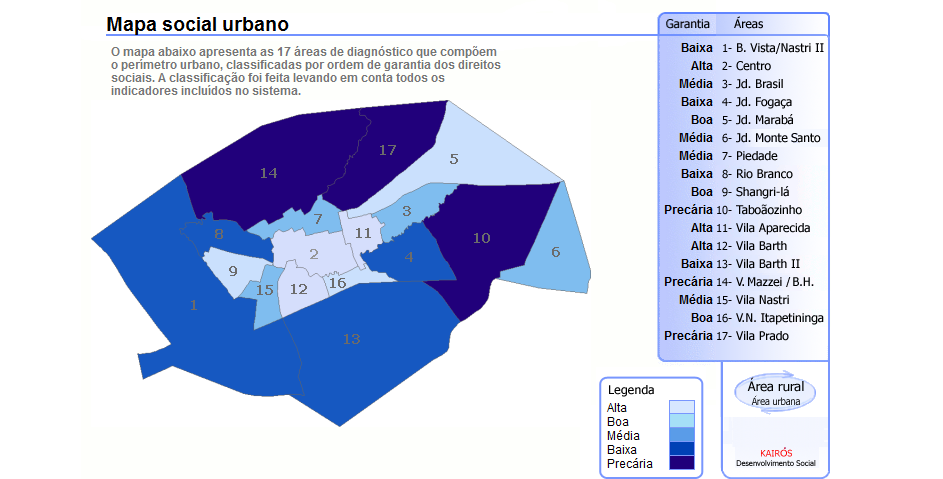 Mapa social urbano
O mapa abaixo apresenta as 17 áreas de diagnóstico que compõem
o perímetro urbano, classificadas por ordem de garantia dos direitos
sociais. A classificação foi feita levando em conta todos os
indicadores incluídos no sistema.
14
17
5
7
3
8
11
2
10
4
6
9
15
12
16
1
13
Garantia Áreas
Baixa 1- B. Vista/Nastri II
Alta 2- Centro
Média 3- Jd. Brasil
Baixa 4- Jd. Fogaça
Boa 5- Jd. Marabá
Média 6- Jd. Monte Santo
Média 7- Piedade
Baixa 8- Rio Branco
Boa 9- Shangri-lá
Precária 10- Taboãozinho
Alta 11- Vila Aparecida
Alta 12- Vila Barth
Baixa 13- Vila Barth II
Precária 14- V. Mazzei / B.H.
Média 15- Vila Nastri
Boa 16- V.N. Itapetininga
Precária 17- Vila Prado
Legenda
Alta
Boa
Média
Baixa
Precária
Área rural
Área urbana
KAIRÓS
Desenvolvimento Social